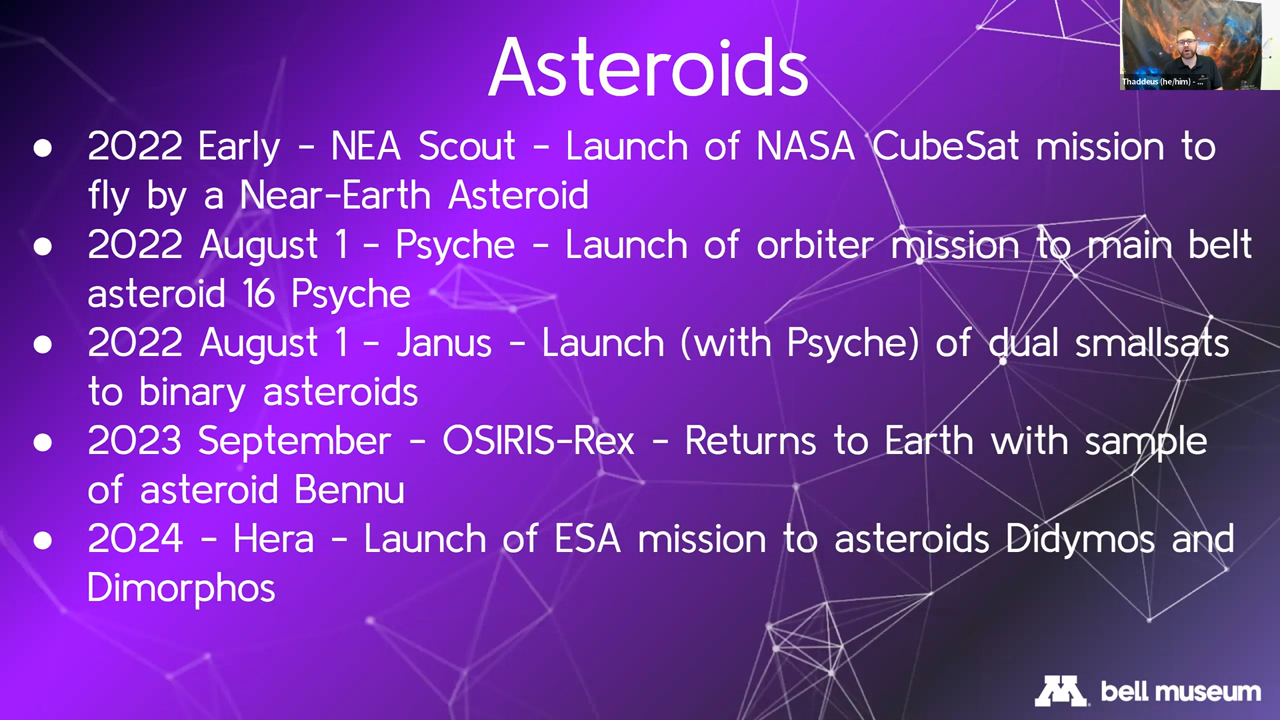 Asteroids
Thaddeus (he/him) - ...
● 2022 Early - NEA Scout - Launch of NASA CubeSat mission to
fly by a Near-Earth Asteroid
● 2022 August 1 - Psyche - Launch of orbiter mission to main belt
asteroid 16 Psyche
● 2022 August 1 - Janus - Launch (with Psyche) of dual smallsats
to binary asteroids
● 2023 September - OSIRIS-Rex - Returns to Earth with sample
of asteroid Bennu
● 2024 - Hera - Launch of ESA mission to asteroids Didymos and
Dimorphos
M bell museum